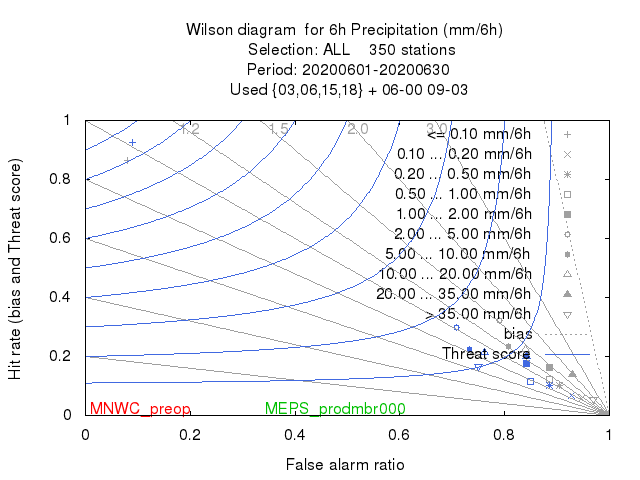 Wilson diagram  for 6h Precipitation (mm/6h)
Selection: ALL    350 stations
Period: 20200601-20200630
Used {03,06,15,18} + 06-00 09-03
1.2 1.5 2.0 3.0
<= 0.10 mm/6h
0.10 ... 0.20 mm/6h
0.20 ... 0.50 mm/6h
0.50 ... 1.00 mm/6h
1.00 ... 2.00 mm/6h
2.00 ... 5.00 mm/6h
5.00 ... 10.00 mm/6h
10.00 ... 20.00 mm/6h
20.00 ... 35.00 mm/6h
> 35.00 mm/6h
bias
Threat score
Hit rate (bias and Threat score)
1
0.8
0.6
0.4
0.2
0
MNWC_preop MEPS_prodmbr000
0 0.2 0.4 0.6 0.8 1
False alarm ratio